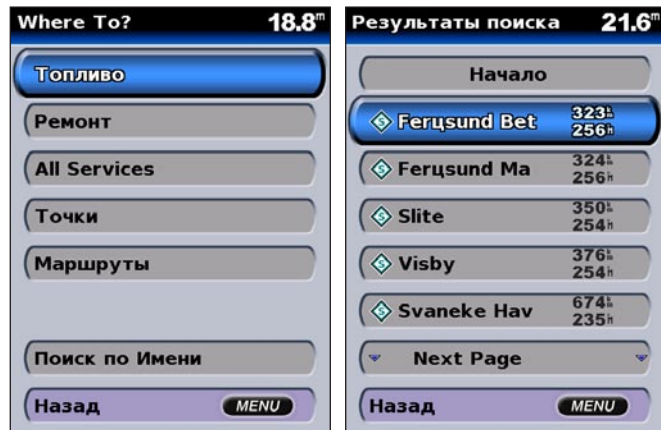 Where To? 18.8m
Топливо
Ремонт
All Services
Точки
Маршруты
Поиск по Имени
Назад MENU
Результаты поиска 21.6m
Начало
Ferцsund Bet 323
256
Ferцsund Ma 324
256
Slite 350
254
Visby 376
254
Svaneke Hav 674
235
Next Page
Назад MENU